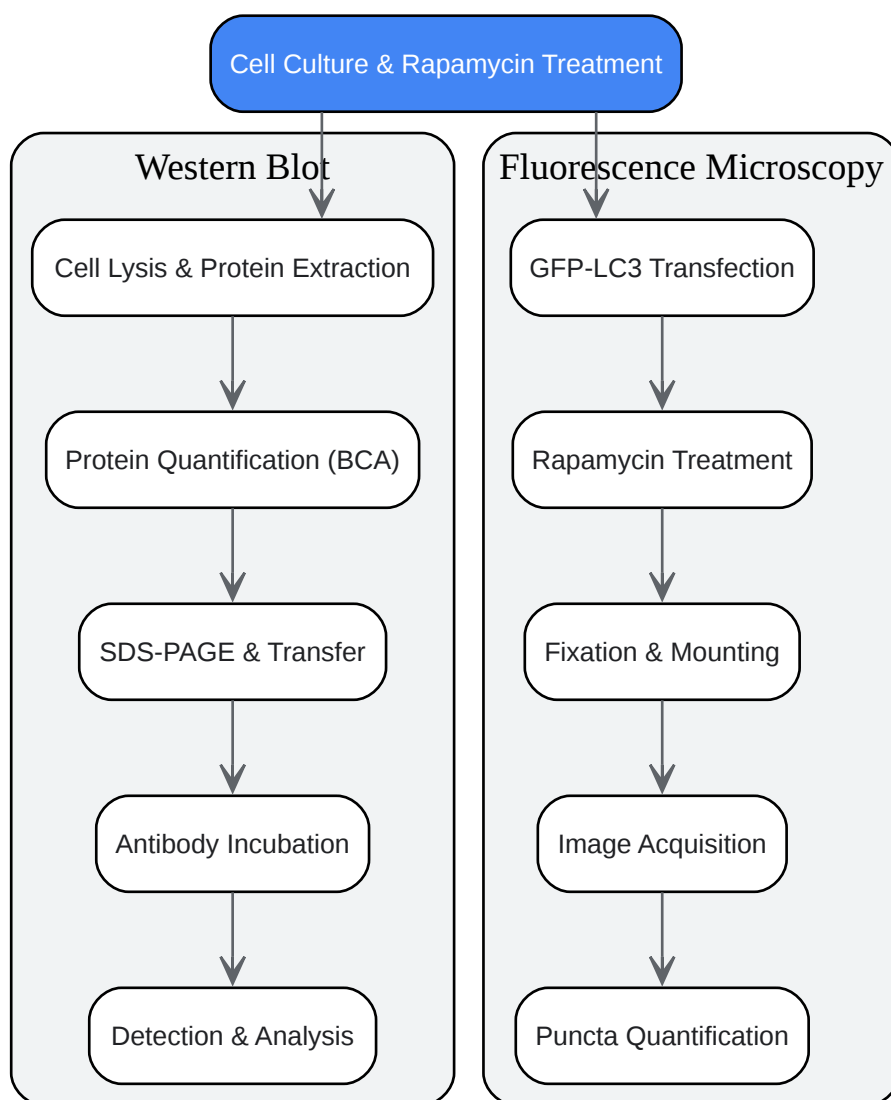 Cell Culture & Rapamycin Treatment
Western Blot
Cell Lysis & Protein Extraction
Protein Quantification (BCA)
SDS-PAGE & Transfer
Antibody Incubation
Detection & Analysis
Fluorescence Microscopy
GFP-LC3 Transfection
Rapamycin Treatment
Fixation & Mounting
Image Acquisition
Puncta Quantification